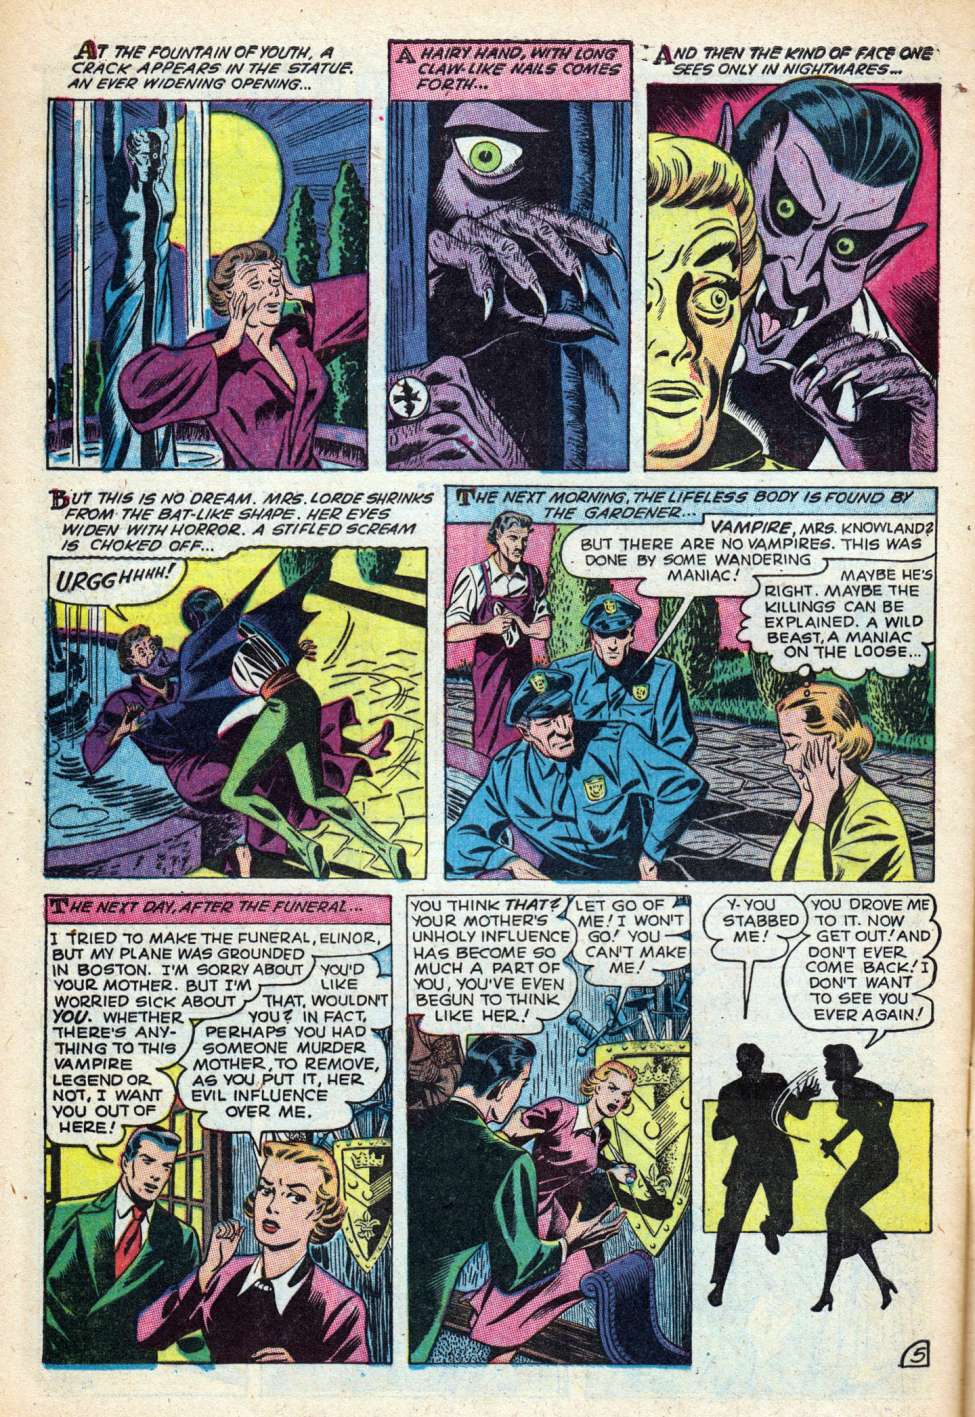 AT THE FOUNTAIN OF YOUTH, A
CRACK APPEARS IN THE STATUE.
AN EVER WIDENING OPENING...
A HAIRY HAND, WITH LONG
CLAW-LIKE NAILS COMES
FORTH...
AND THEN THE KIND OF FACE ONE
SEES ONLY IN NIGHTMARES...
BUT THIS IS NO DREAM. MRS. LORDE SHRINKS
FROM THE BAT-LIKE SHAPE. HER EYES
WIDEN WITH HORROR. A STIFLED SCREAM
IS CHOKED OFF...
URGGHHHH!
THE NEXT MORNING, THE LIFELESS BODY IS FOUND BY
THE GARDENER...
VAMPIRE, MRS. KNOWLAND?
BUT THERE ARE NO VAMPIRES. THIS WAS
DONE BY SOME WANDERING
MANIAC!
MAYBE HE'S
RIGHT. MAYBE THE
KILLINGS CAN BE
EXPLAINED. A WILD
BEAST, A MANIAC
ON THE LOOSE...
THE NEXT DAY, AFTER THE FUNERAL...
I TRIED TO MAKE THE FUNERAL, ELINOR,
BUT MY PLANE WAS GROUNDED
IN BOSTON. I'M SORRY ABOUT
YOUR MOTHER. BUT I'M
WORRIED SICK ABOUT
YOU. WHETHER
THERE'S ANY-
THING TO THIS
VAMPIRE
LEGEND OR
NOT, I WANT
YOU OUT OF
HERE!
YOU'D
LIKE
THAT, WOULDN'T
YOU? IN FACT,
PERHAPS YOU HAD
SOMEONE MURDER
MOTHER, TO REMOVE,
AS YOU PUT IT, HER
EVIL INFLUENCE
OVER ME.
YOU THINK THAT?
YOUR MOTHER'S
UNHOLY INFLUENCE
HAS BECOME SO
MUCH A PART OF
YOU, YOU'VE EVEN
BEGUN TO THINK
LIKE HER!
LET GO OF
ME! I WON'T
GO! YOU
CAN'T MAKE
ME!
Y-YOU
STABBED
ME!
YOU DROVE ME
TO IT. NOW
GET OUT! AND
DON'T EVER
COME BACK! I
DON'T WANT
TO SEE YOU
EVER AGAIN!
5